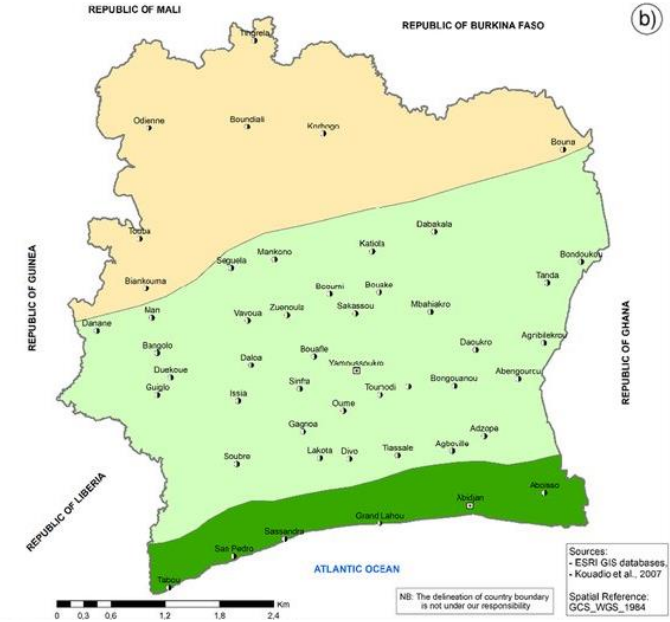 REPUBLIC OF MALI
REPUBLIC OF BURKINA FASO
b)
Tingrela
Odienne
Boundiali
Korhogo
Bouna
Touba
Dabakala
Katiola
Mankono
Seguela
Bondoukou
REPUBLIC OF GUINEA
Biankouma
Tanda
Bouake
Man
Zuenoula
Sakassou
Mbahiakro
REPUBLIC OF GHANA
Vavoua
Danane
Bangolo
Bouafle
Daoukro
Agribilekrou
Daloa
Yamoussoukro
Duekoue
Guiglo
Sinfra
Toumodi
Bongouanou
Abengourcu
Issia
Oume
Gagnoa
Adzope
Soubre
Lakota
Divo
Tiassale
Agboville
REPUBLIC OF LIBERIA
Aboisso
Abidjan
Grand Lahou
Sassandra
San Pedro
Tabou
ATLANTIC OCEAN
Sources:
- ESRI GIS databases,
- Kouadio et al., 2007
Spatial Reference:
GCS_WGS_1984
NB: The delineation of country boundary
is not under our responsibility
0 0,3 0,6 1,2 1,8 2,4 Km